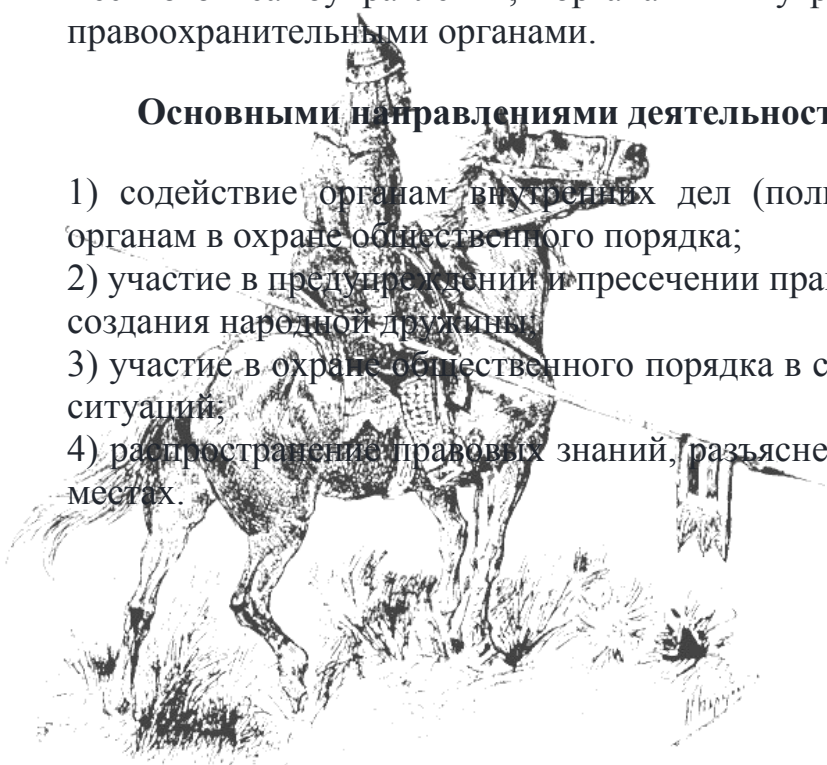 правоохранительными органами.
Основными направлениями деятельност
1) содействие органам внутренних дел (пол
органам в охране общественного порядка;
2) участие в предупреждении и пресечении пра
создания народной дружины;
3) участие в охране общественного порядка в с
ситуаций;
4) распространение правовых знаний, разъясне
местах.